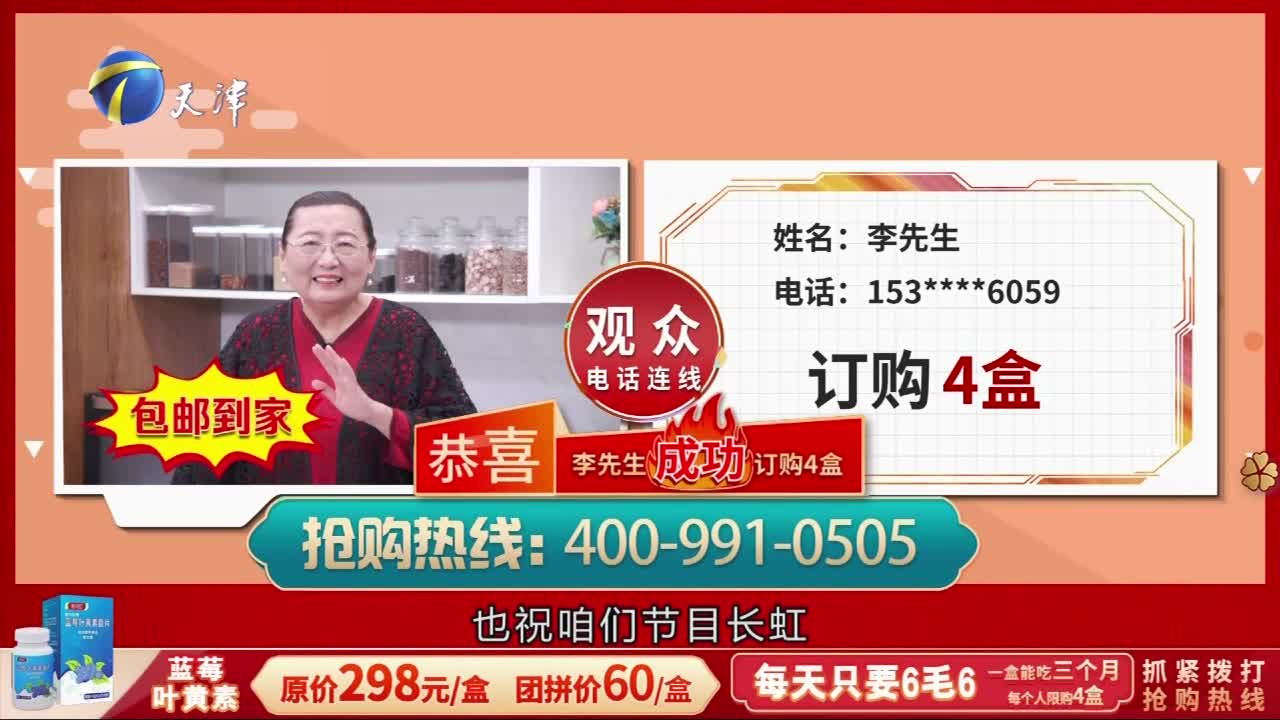 天津
姓名：李先生
电话：153****6059
订购4盒
观众
电话连线
包邮到家
恭喜
李先生成功订购4盒
抢购热线：400-991-0505
也祝咱们节目长虹
蓝莓
叶黄素
原价298元/盒 团拼价60/盒
每天只要6毛6
一盒能吃三个月
每个人限购4盒
抓紧拨打
抢购热线